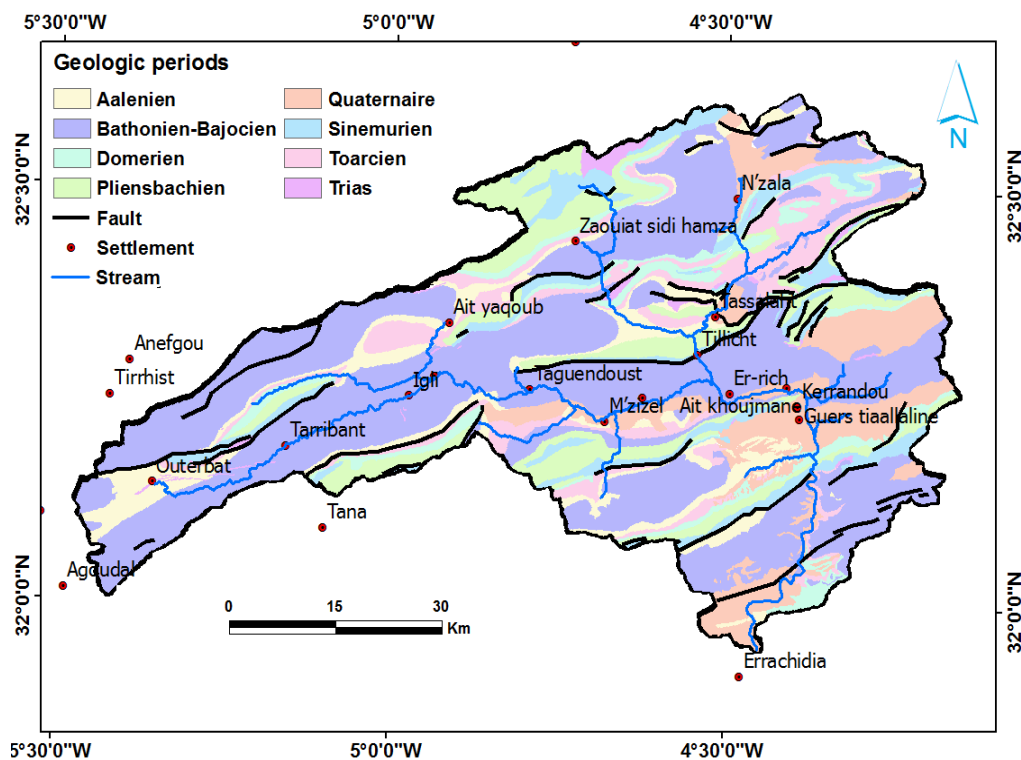 5°30'0"W 5°0'0"W 4°30'0"W
Geologic periods
Aalenien Quaternaire
Bathonien-Bajocien Sinemurien
Domerien Toarcien
Pliensbachien Trias
Fault
Settlement
Stream
N
32°30'0"N
32°30'0"N
N'zala
Zaouiat sidi hamza
Ait yaqoub
Tassalaht
Anefgou
Tillicht
Tirrhist
Igli
Taguendoust
Er-rich
Kerrandou
M'zizel
Ait khoujmane
Guers tiaallaline
Tarribant
Outerbat
Tana
Agdudal
32°0'0"N
32°0'0"N
0 15 30
Km
Errachidia
5°30'0"W 5°0'0"W 4°30'0"W